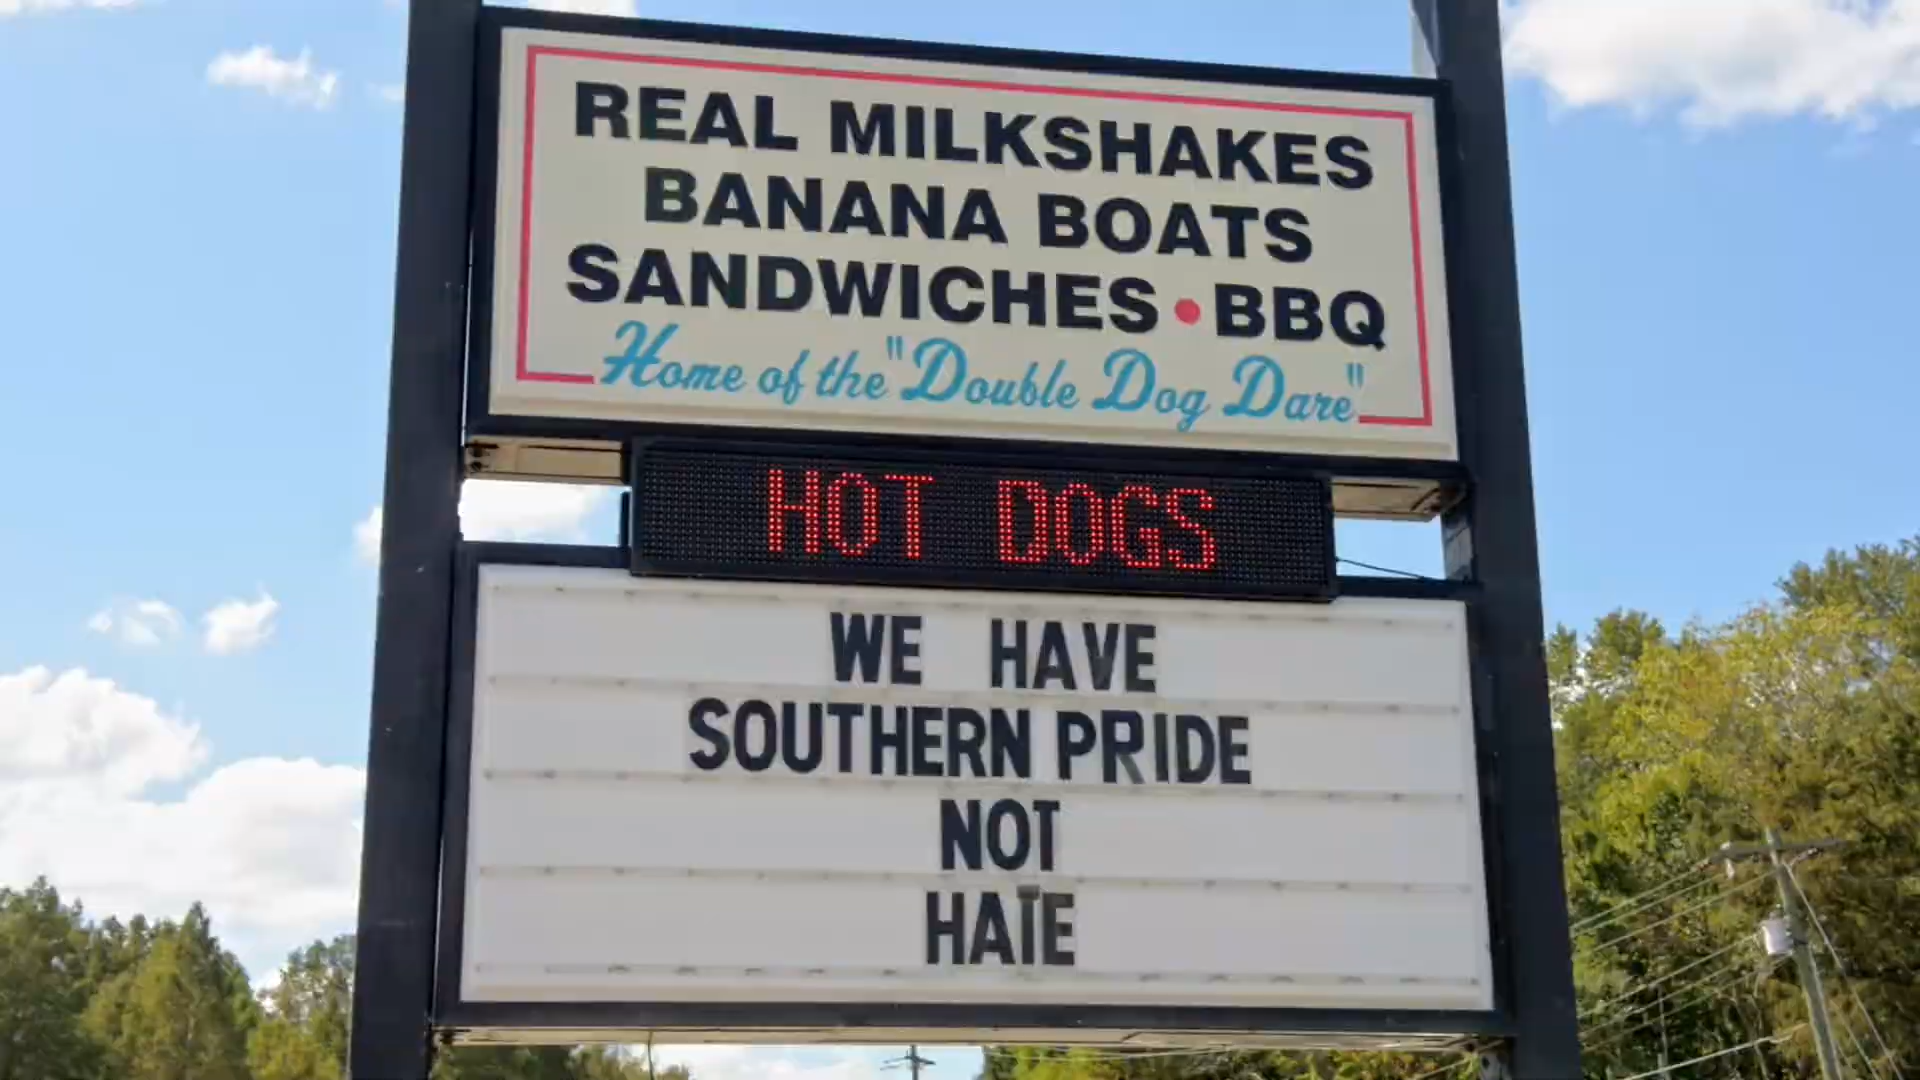 REAL MILKSHAKES
BANANA BOATS
SANDWICHES • BBQ
Home of the "Double Dog Dare"
HOT DOGS
WE HAVE
SOUTHERN PRIDE
NOT
HATE